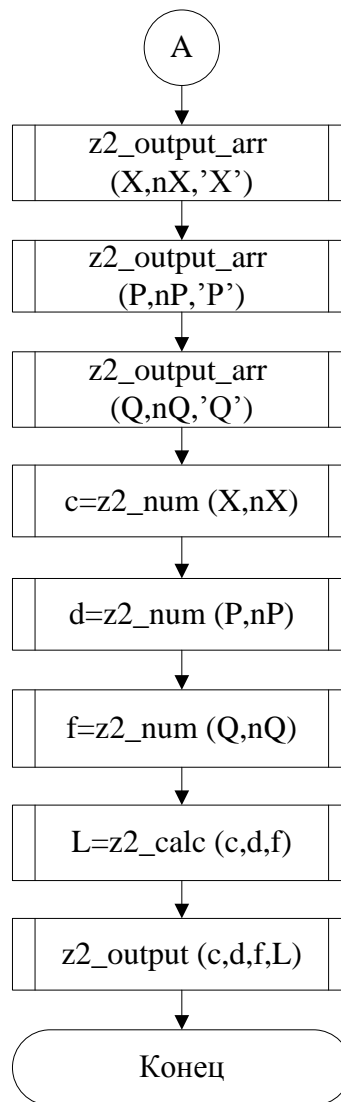 A
z2_output_arr
(X,nX,’X’)
z2_output_arr
(P,nP,’P’)
z2_output_arr
(Q,nQ,’Q’)
c=z2_num (X,nX)
d=z2_num (P,nP)
f=z2_num (Q,nQ)
L=z2_calc (c,d,f)
z2_output (c,d,f,L)
Конец